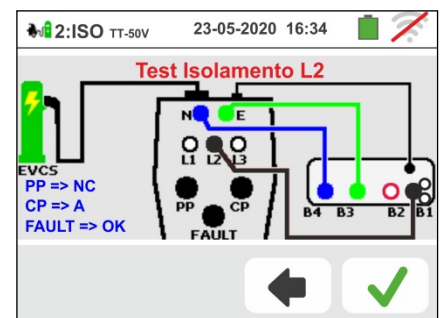 2:ISO TT-50V 23-05-2020 16:34
Test Isolamento L2
N E
L1 L2 L3
EVCS
PP => NC
CP => A
FAULT => OK
PP CP
FAULT
B4 B3 B2 B1